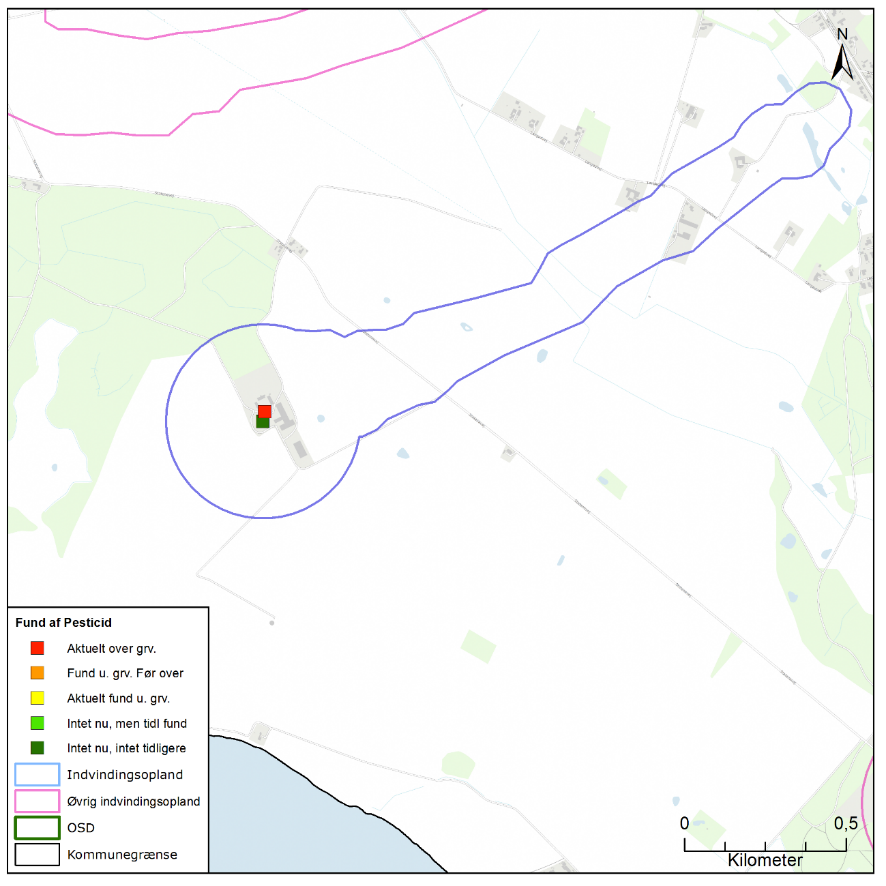 N
Fund af Pesticid
Aktuelt over grv.
Fund u. grv. Før over
Aktuelt fund u. grv.
Intet nu, men tidl fund
Intet nu, intet tidligere
Indvindingsopland
Øvrig indvindingsopland
OSD
Kommunegrænse
0 0,5
Kilometer